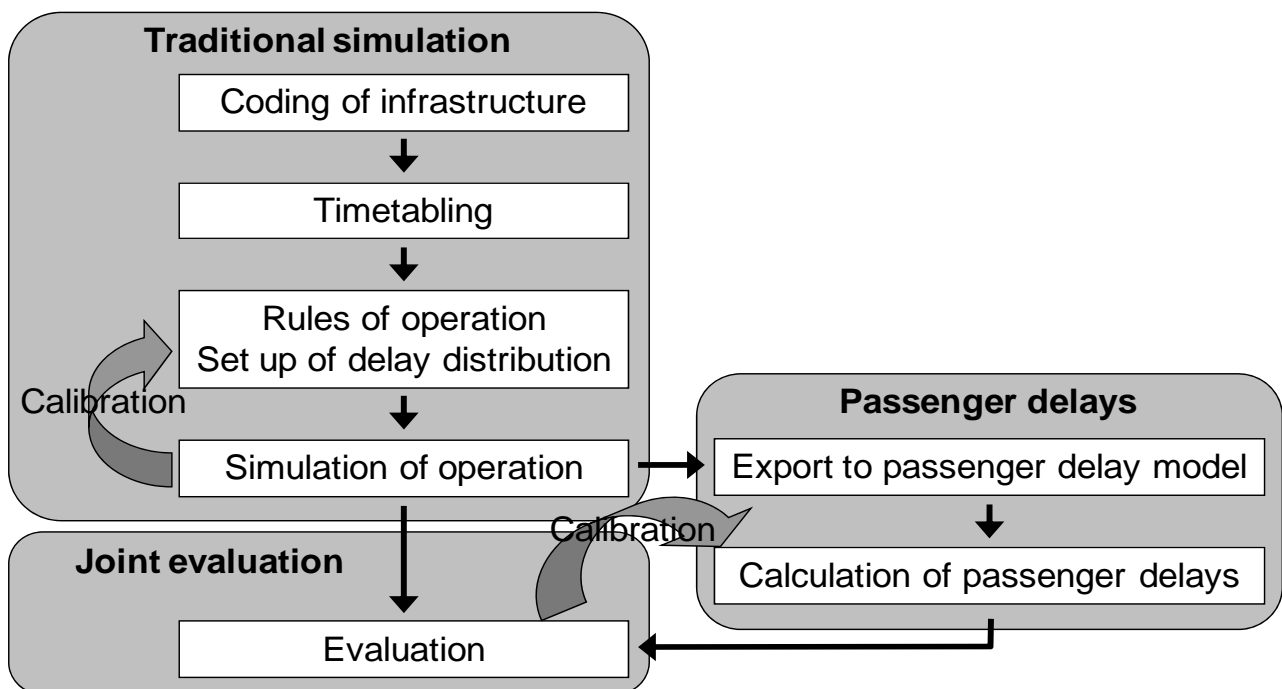 Traditional simulation
Coding of infrastructure
Timetabling
Rules of operation
Set up of delay distribution
Calibration
Simulation of operation
Passenger delays
Export to passenger delay model
Calibration
Calculation of passenger delays
Joint evaluation
Evaluation